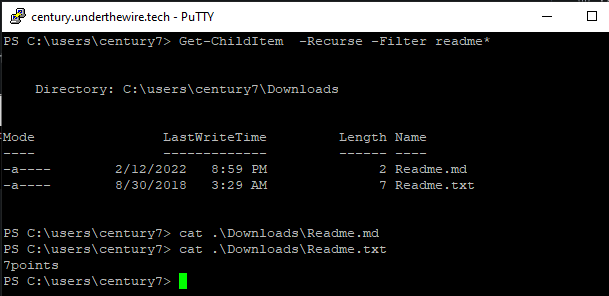 century.underthewire.tech - PuTTY
PS C:\users\century7> Get-ChildItem  -Recurse -Filter readme*
    Directory: C:\users\century7\Downloads
Mode                LastWriteTime         Length Name
----                -------------         ------ ----
-a----        2/12/2022   8:59 PM              2 Readme.md
-a----        8/30/2018   3:29 AM              7 Readme.txt
PS C:\users\century7> cat .\Downloads\Readme.md
PS C:\users\century7> cat .\Downloads\Readme.txt
7points
PS C:\users\century7>